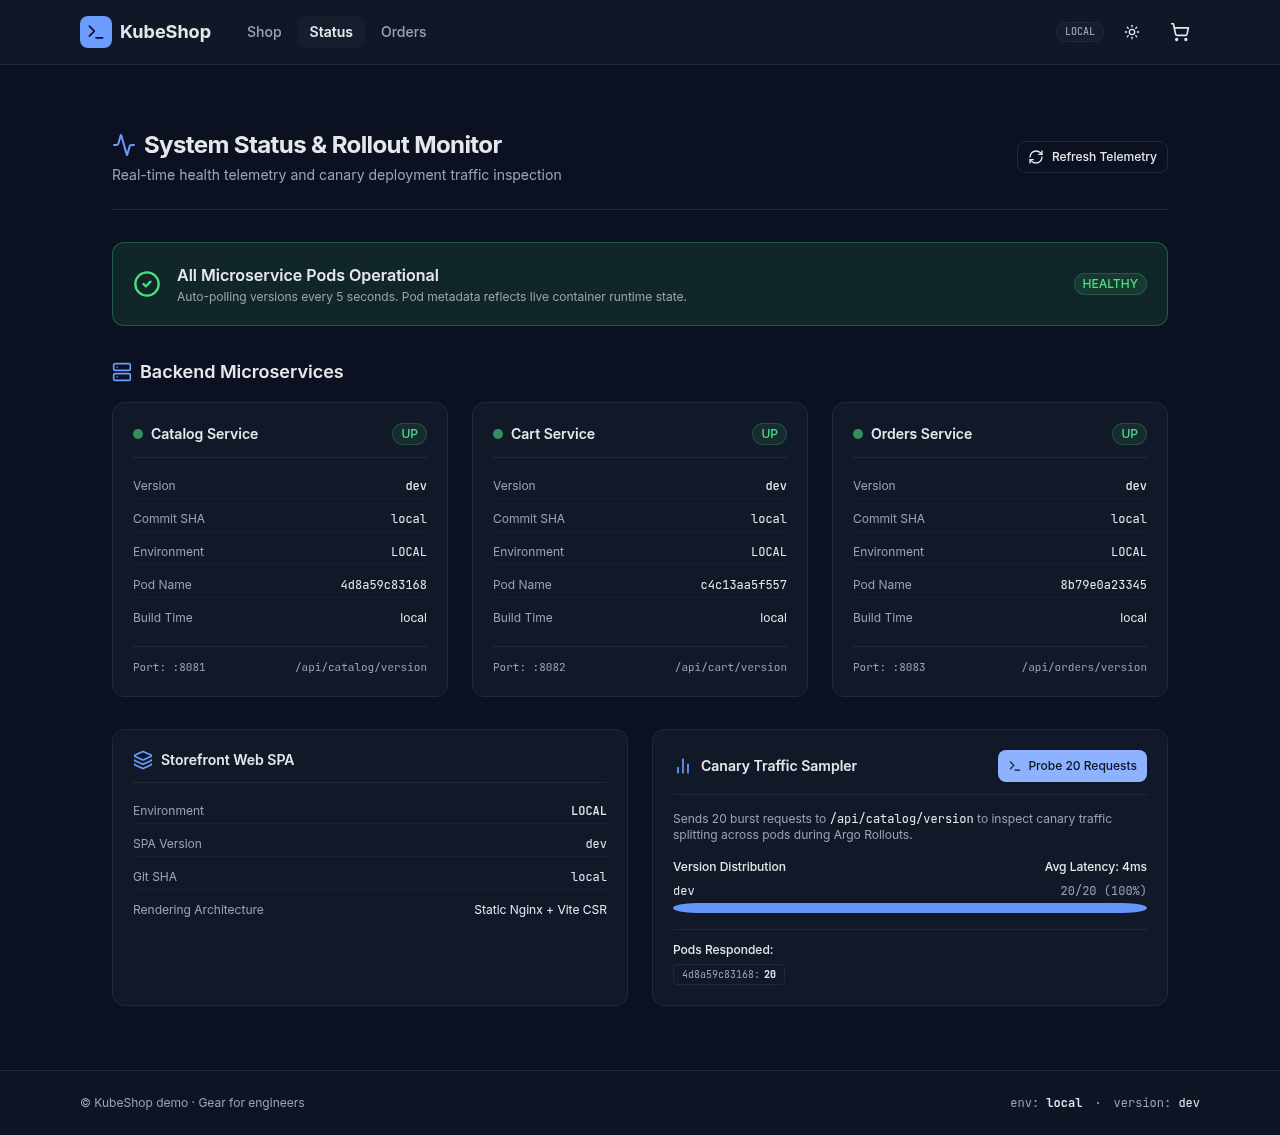 KubeShop
Shop
Status
Orders
LOCAL
System Status & Rollout Monitor
Real-time health telemetry and canary deployment traffic inspection
Refresh Telemetry
All Microservice Pods Operational
Auto-polling versions every 5 seconds. Pod metadata reflects live container runtime state.
HEALTHY
Backend Microservices
Catalog Service
UP
Version
dev
Commit SHA
local
Environment
LOCAL
Pod Name
4d8a59c83168
Build Time
local
Port: :8081
/api/catalog/version
Cart Service
UP
Version
dev
Commit SHA
local
Environment
LOCAL
Pod Name
c4c13aa5f557
Build Time
local
Port: :8082
/api/cart/version
Orders Service
UP
Version
dev
Commit SHA
local
Environment
LOCAL
Pod Name
8b79e0a23345
Build Time
local
Port: :8083
/api/orders/version
Storefront Web SPA
Environment
LOCAL
SPA Version
dev
Git SHA
local
Rendering Architecture
Static Nginx + Vite CSR
Canary Traffic Sampler
Probe 20 Requests
Sends 20 burst requests to /api/catalog/version to inspect canary traffic
splitting across pods during Argo Rollouts.
Version Distribution
Avg Latency: 4ms
dev
20/20 (100%)
Pods Responded:
4d8a59c83168: 20
© KubeShop demo · Gear for engineers
env: local · version: dev